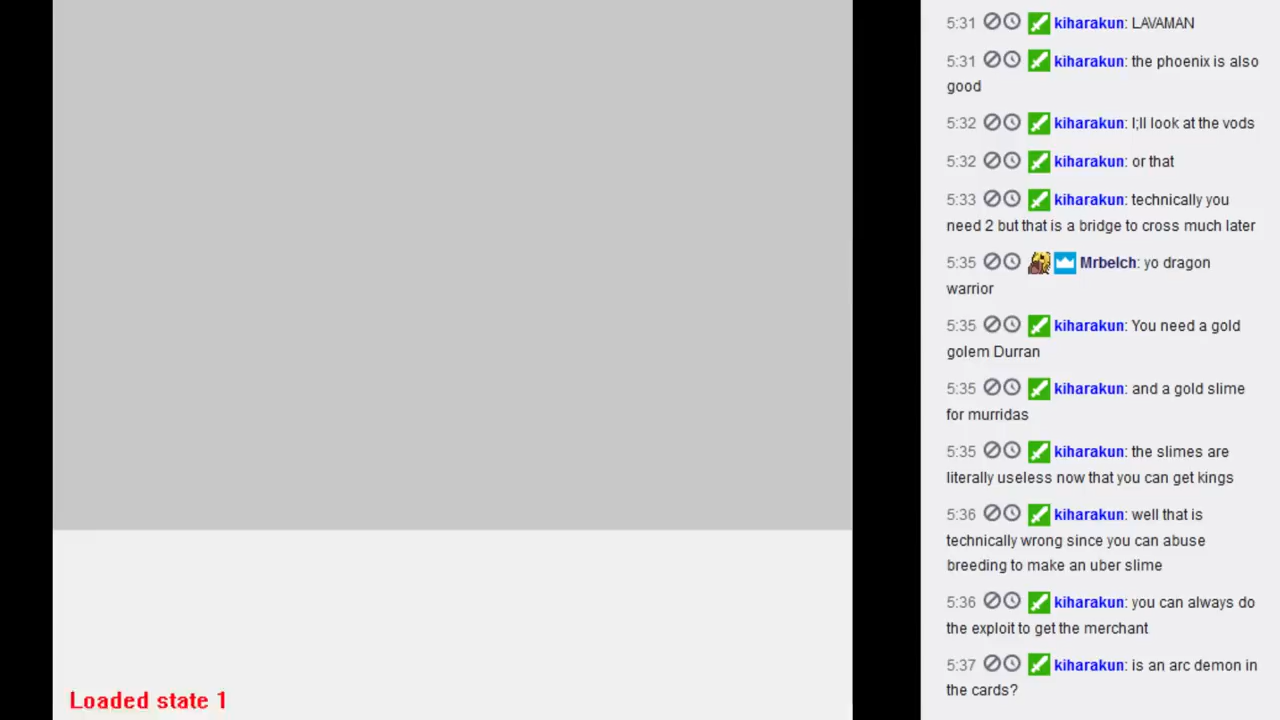 5:31 kiharakun: LAVAMAN
5:31 kiharakun: the phoenix is also
good
5:32 kiharakun: I;ll look at the vods
5:32 kiharakun: or that
5:33 kiharakun: technically you
need 2 but that is a bridge to cross much later
5:35 Mrbelch: yo dragon
warrior
5:35 kiharakun: You need a gold
golem Durran
5:35 kiharakun: and a gold slime
for murridas
5:35 kiharakun: the slimes are
literally useless now that you can get kings
5:36 kiharakun: well that is
technically wrong since you can abuse
breeding to make an uber slime
5:36 kiharakun: you can always do
the exploit to get the merchant
5:37 kiharakun: is an arc demon in
the cards?
Loaded state 1